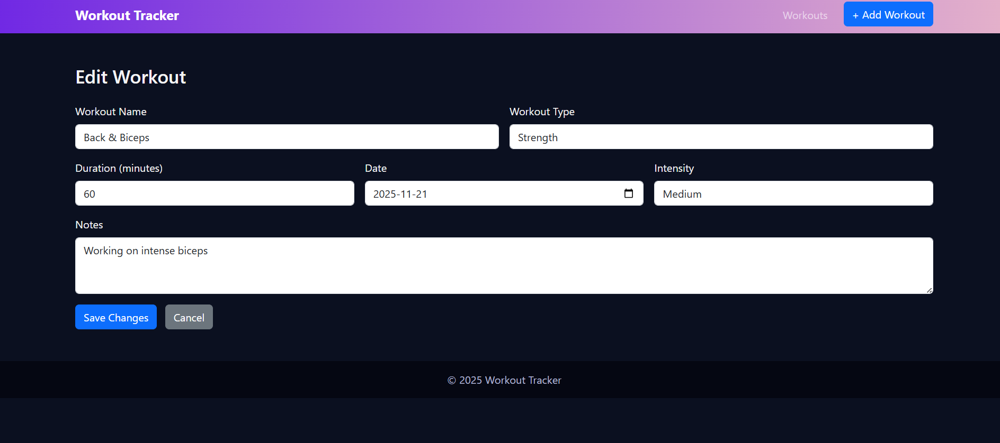 Workout Tracker
Workouts
+ Add Workout
Edit Workout
Workout Name
Workout Type
Back & Biceps
Strength
Duration (minutes)
Date
Intensity
60
2025-11-21
Medium
Notes
Working on intense biceps
Save Changes
Cancel
© 2025 Workout Tracker